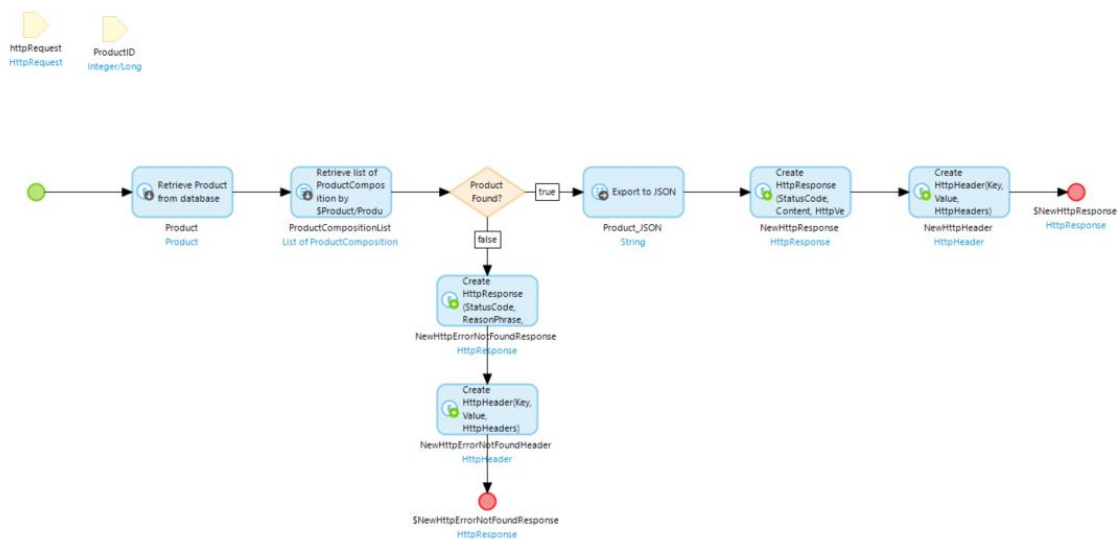 httpRequest
HttpRequest
ProductID
Integer/Long
Retrieve Product
from database
Product
Product
Retrieve list of
ProductCompos
ition by
$Product/Produ
ProductCompositionList
List of ProductComposition
Product
Found?
true
Export to JSON
Product_JSON
String
Create
HttpResponse
(StatusCode,
Content, HttpVe
NewHttpResponse
HttpResponse
Create
HttpHeader(Key,
Value,
HttpHeaders)
NewHttpHeader
HttpHeader
$NewHttpResponse
HttpResponse
false
Create
HttpResponse
(StatusCode,
ReasonPhrase,
NewHttpErrorNotFoundResponse
HttpResponse
Create
HttpHeader(Key,
Value,
HttpHeaders)
NewHttpErrorNotFoundHeader
HttpHeader
$NewHttpErrorNotFoundResponse
HttpResponse